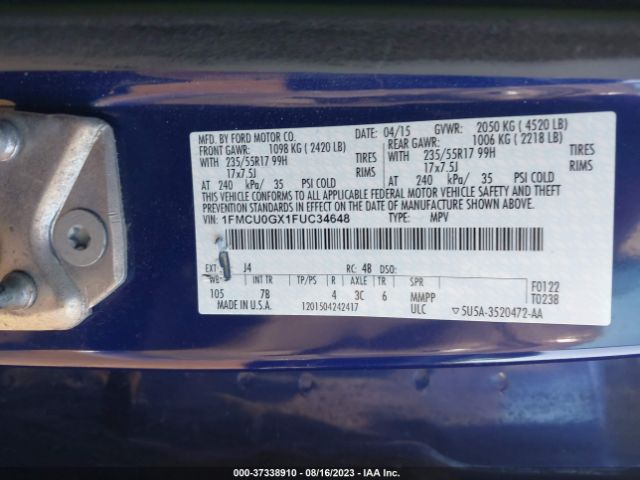 MFD. BY FORD MOTOR CO. DATE: 04/15 GVWR: 2050 KG ( 4520 LB)
FRONT GAWR: 1098 KG ( 2420 LB) REAR GAWR: 1006 KG ( 2218 LB)
WITH 235/55R17 99H TIRES WITH 235/55R17 99H TIRES
17x7.5J RIMS 17x7.5J RIMS
AT 240 kPa/ 35 PSI COLD AT 240 kPa/ 35 PSI COLD
THIS VEHICLE CONFORMS TO ALL APPLICABLE FEDERAL MOTOR VEHICLE SAFETY AND THEFT
PREVENTION STANDARDS IN EFFECT ON THE DATE OF MANUFACTURE SHOWN ABOVE.
VIN: 1FMCU0GX1FUC34648 TYPE: MPV
EXT J4 RC: 48 DSO:
WB INT TR TP/PS R AXLE TR SPR F0122
105 7B 4 3C 6 MMPP T0238
MADE IN U.S.A. 1201504242417 ULC 5U5A-3520472-AA
000-37338910 - 08/16/2023 - IAA Inc.